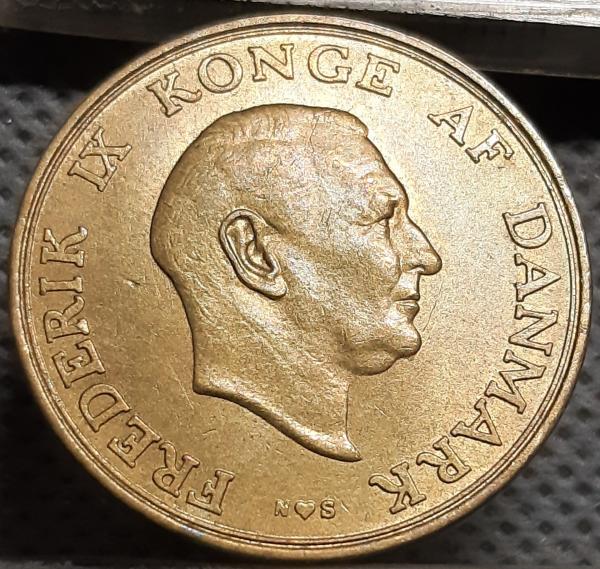 FREDERIK IX KONGE AF DANMARK
N♥S